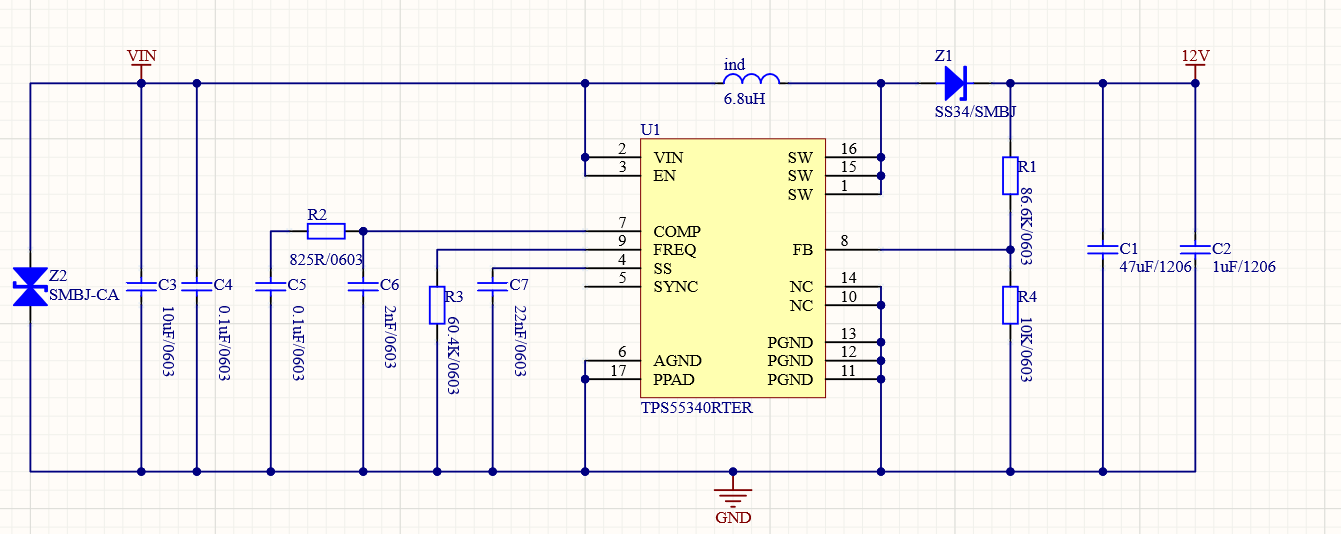 VIN
ind
6.8uH
Z1
SS34/SMBJ
12V
U1
2
VIN
3
EN
7
COMP
9
FREQ
4
SS
5
SYNC
6
AGND
17
PPAD
SW
16
SW
15
SW
1
FB
8
NC
14
NC
10
PGND
13
PGND
12
PGND
11
TPS55340RTER
R2
825R/0603
Z2
SMBJ-CA
C3
10uF/0603
C4
0.1uF/0603
C5
0.1uF/0603
C6
2nF/0603
R3
60.4K/0603
C7
22nF/0603
R1
86.6K/0603
R4
10K/0603
C1
47uF/1206
C2
1uF/1206
GND